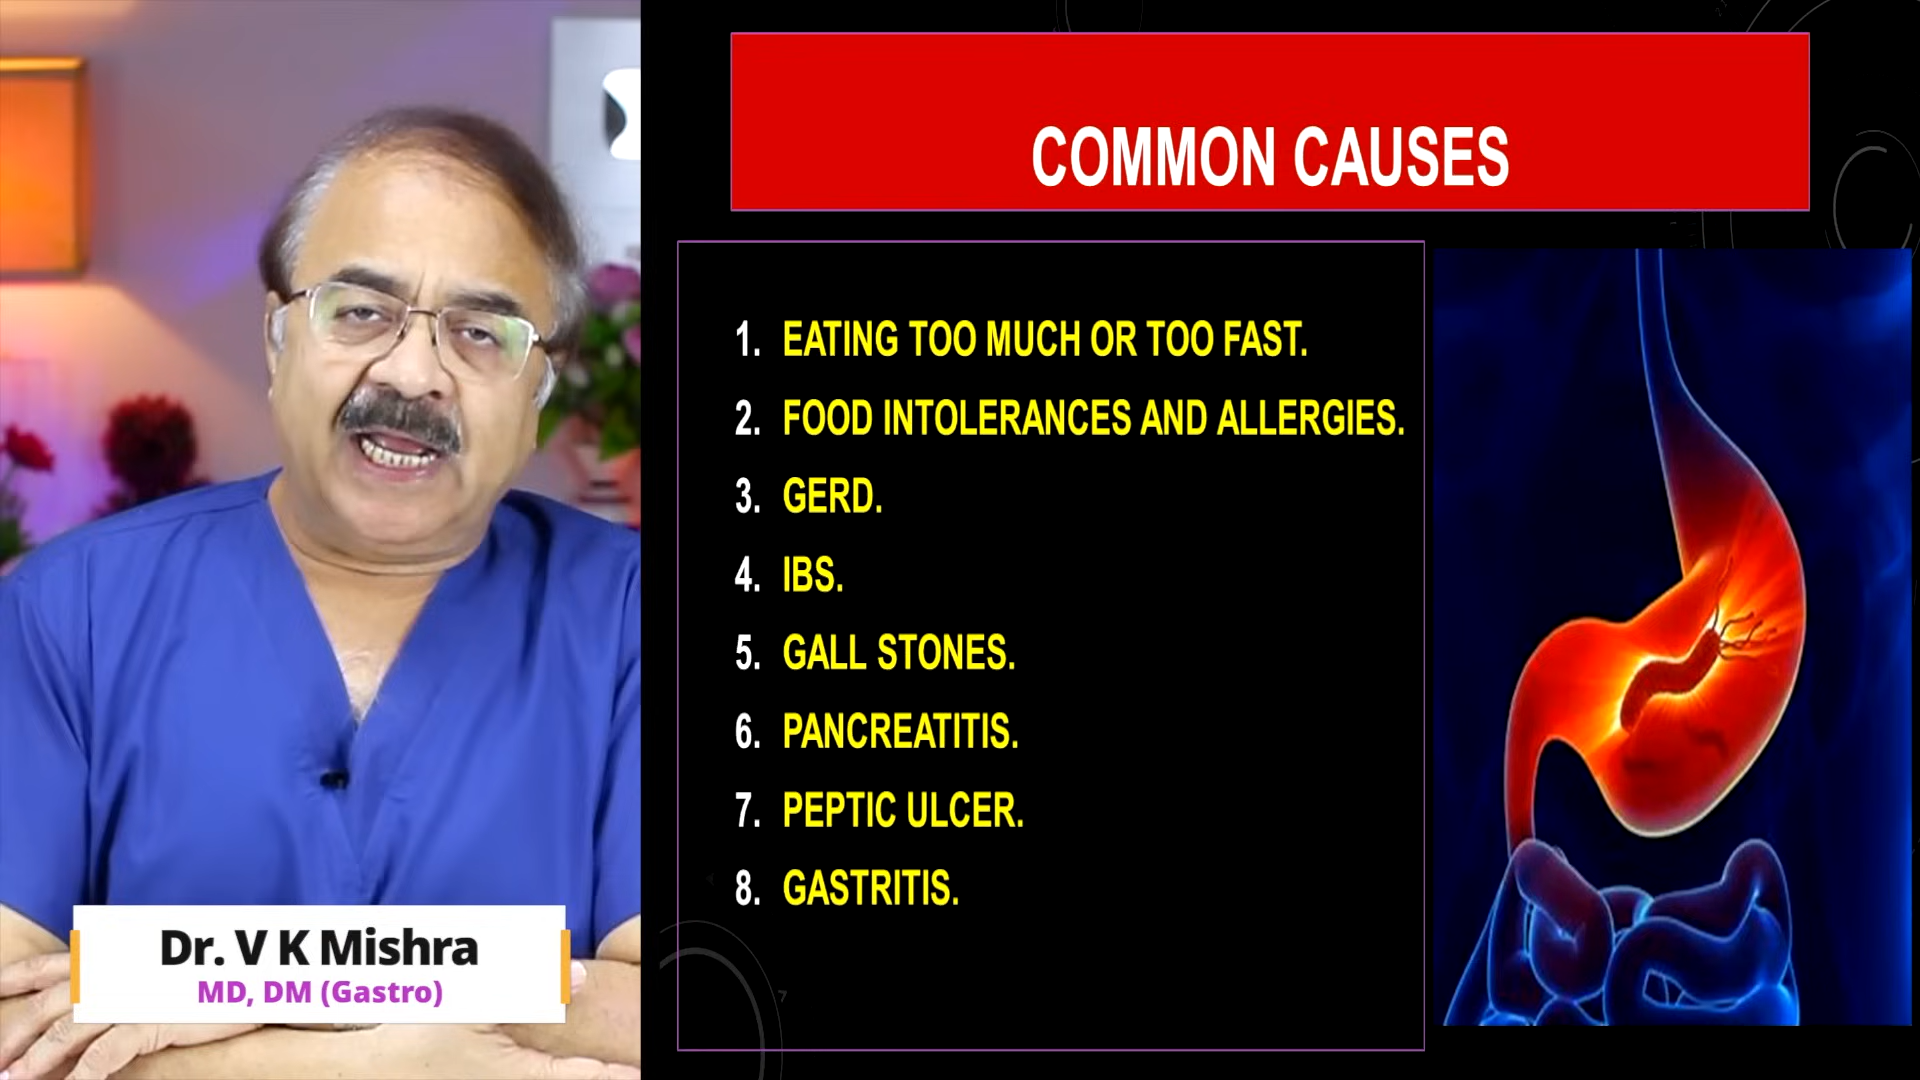 COMMON CAUSES
1. EATING TOO MUCH OR TOO FAST.
2. FOOD INTOLERANCES AND ALLERGIES.
3. GERD.
4. IBS.
5. GALL STONES.
6. PANCREATITIS.
7. PEPTIC ULCER.
8. GASTRITIS.
Dr. V K Mishra
MD, DM (Gastro)